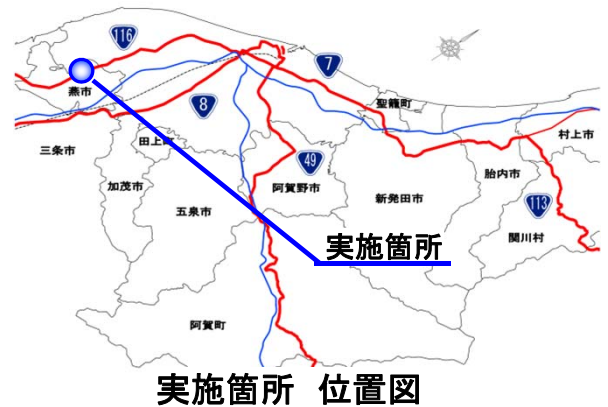 116
7
燕市
8
聖籠町
村上市
三条市
田上町
49
胎内市
加茂市
阿賀野市
新発田市
113
五泉市
関川村
実施箇所
阿賀町
実施箇所 位置図